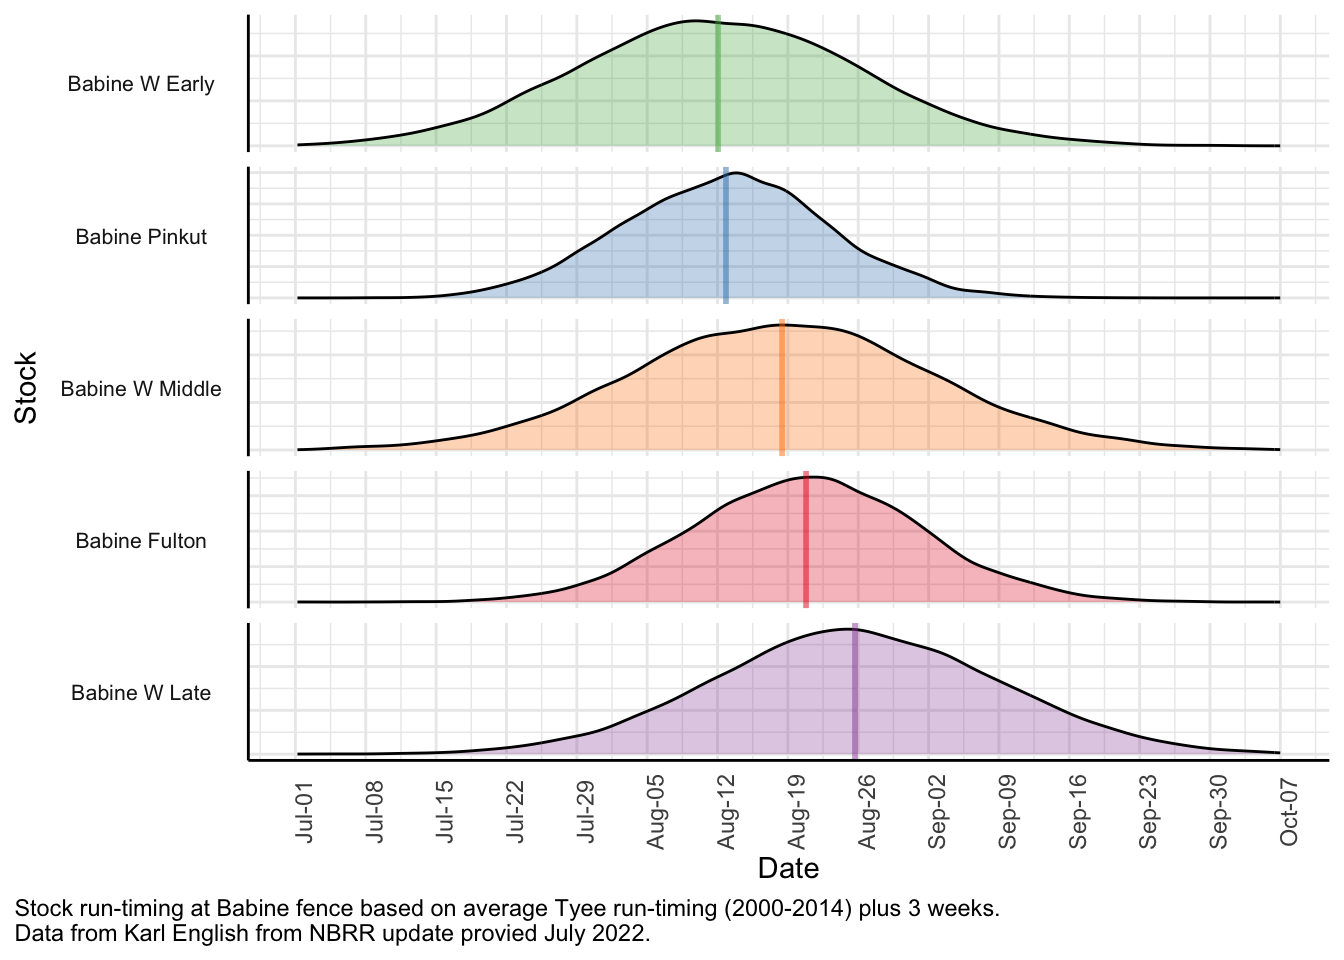 Babine W Early
Babine Pinkut
Babine W Middle
Babine Fulton
Babine W Late
Stock
Jul-01
Jul-08
Jul-15
Jul-22
Jul-29
Aug-05
Aug-12
Aug-19
Aug-26
Sep-02
Sep-09
Sep-16
Sep-23
Sep-30
Oct-07
Date
Stock run-timing at Babine fence based on average Tyee run-timing (2000-2014) plus 3 weeks.
Data from Karl English from NBRR update provied July 2022.